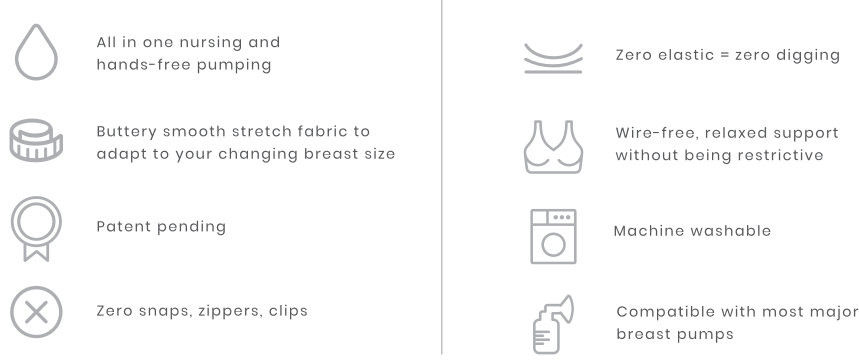 All in one nursing and
hands-free pumping
Buttery smooth stretch fabric to
adapt to your changing breast size
Patent pending
Zero snaps, zippers, clips
Zero elastic = zero digging
Wire-free, relaxed support
without being restrictive
Machine washable
Compatible with most major
breast pumps